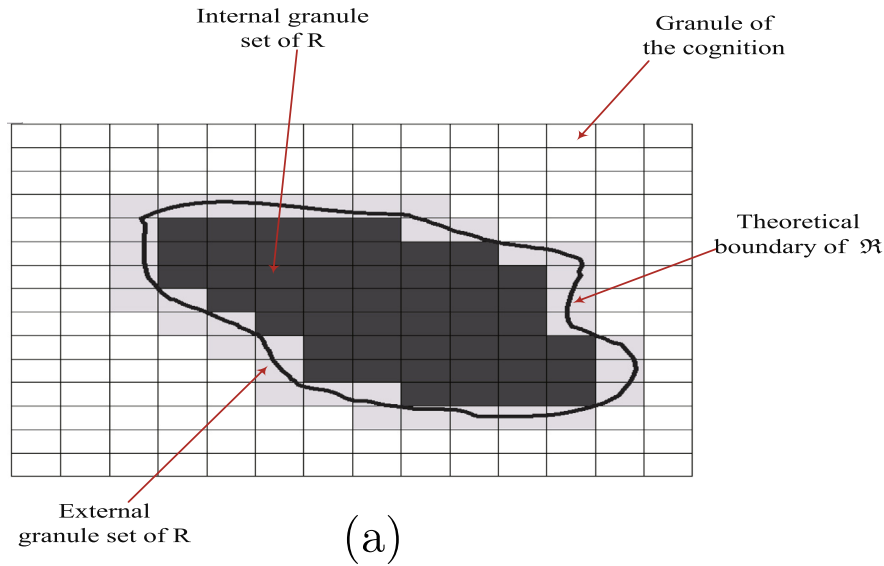 Internal granule
set of R
Granule of
the cognition
Theoretical
boundary of ℜ
External
granule set of R
(a)